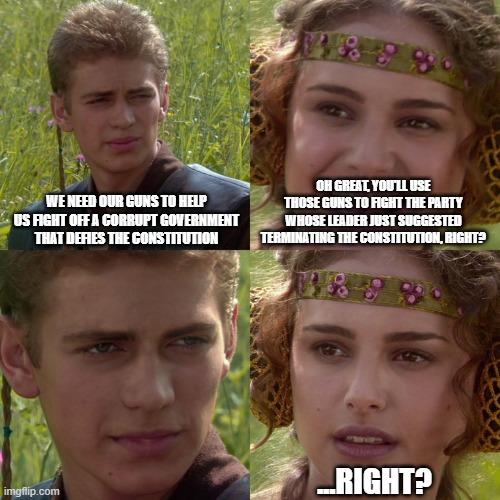 WE NEED OUR GUNS TO HELP
US FIGHT OFF A CORRUPT GOVERNMENT
THAT DEFIES THE CONSTITUTION
OH GREAT, YOU'LL USE
THOSE GUNS TO FIGHT THE PARTY
WHOSE LEADER JUST SUGGESTED
TERMINATING THE CONSTITUTION, RIGHT?
...RIGHT?
imgflip.com